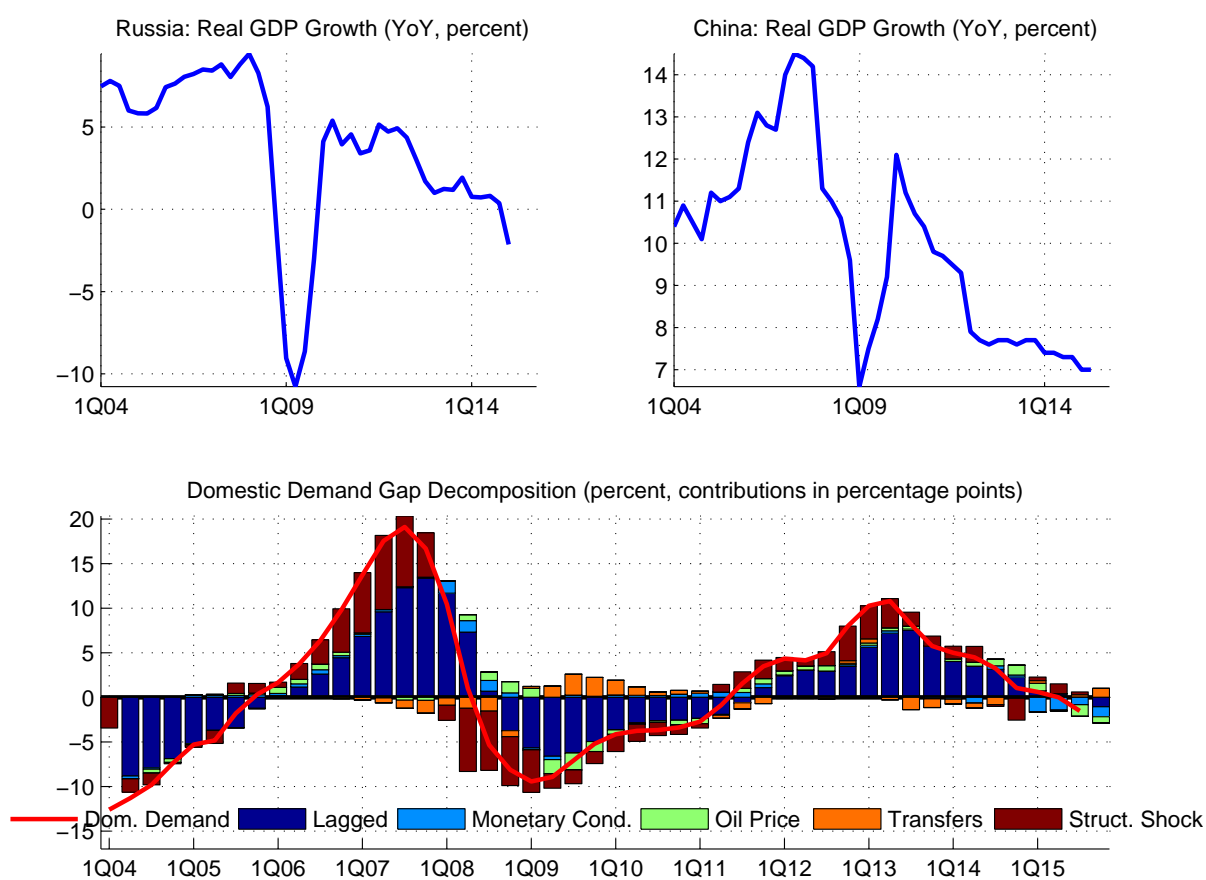 Russia: Real GDP Growth (YoY, percent)
5
0
−5
−10
1Q04 1Q09 1Q14
China: Real GDP Growth (YoY, percent)
14
13
12
11
10
9
8
7
1Q04 1Q09 1Q14
Domestic Demand Gap Decomposition (percent, contributions in percentage points)
20
15
10
5
0
−5
−10
−15
Dom. Demand Lagged Monetary Cond. Oil Price Transfers Struct. Shock
1Q04 1Q05 1Q06 1Q07 1Q08 1Q09 1Q10 1Q11 1Q12 1Q13 1Q14 1Q15